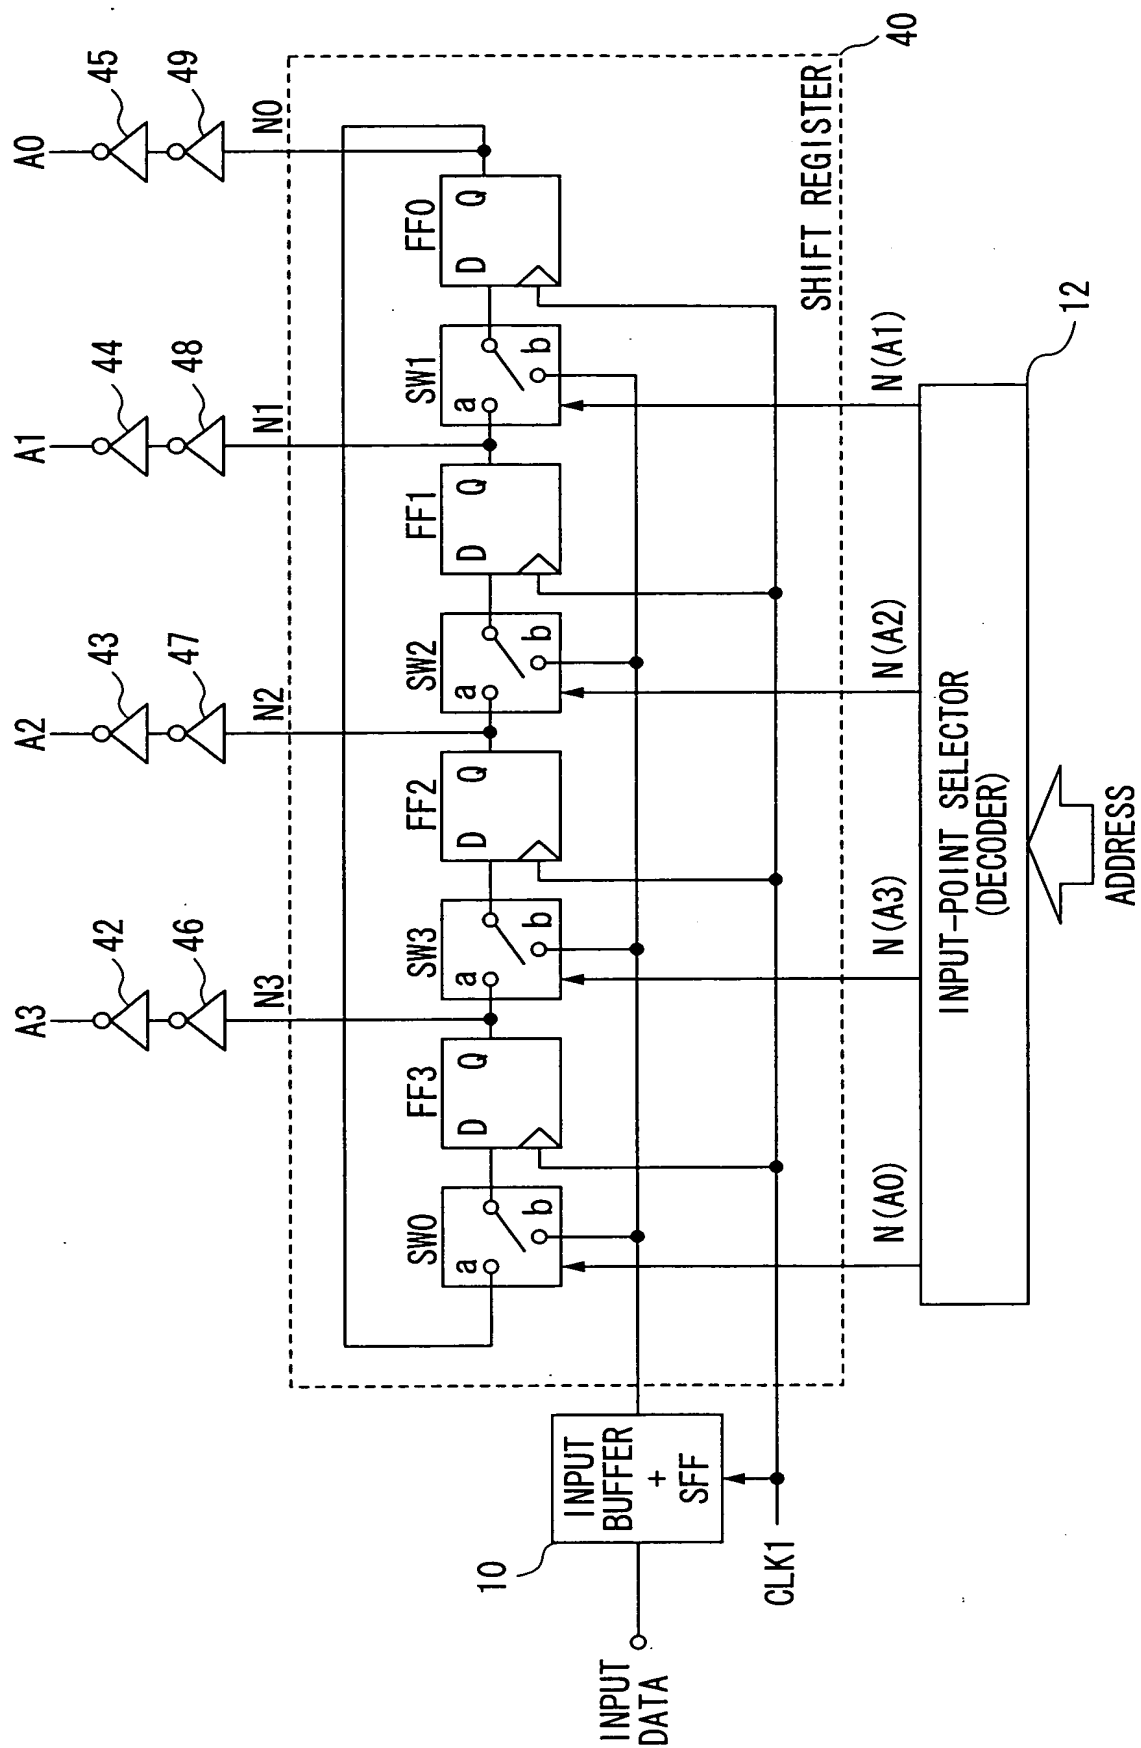 A3
A2
A1
A0
42
43
44
45
46
47
48
49
N3
N2
N1
N0
SW0
FF3
SW3
FF2
SW2
FF1
SW1
FF0
a
b
D
Q
a
b
D
Q
a
b
D
Q
a
b
D
Q
10
INPUT
BUFFER
+
SFF
INPUT
DATA
CLK1
SHIFT REGISTER
40
N(A0)
N(A3)
N(A2)
N(A1)
12
INPUT-POINT SELECTOR
(DECODER)
ADDRESS